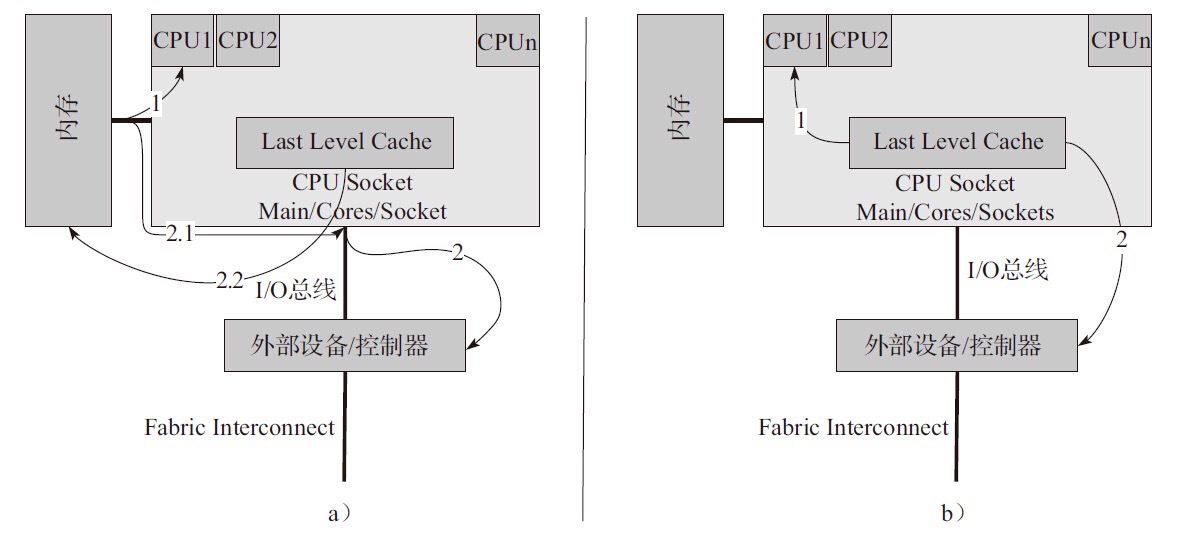 内存
CPU1
CPU2
CPUn
1
Last Level Cache
CPU Socket
Main/Cores/Socket
2.1
2
2.2
I/O总线
外部设备/控制器
Fabric Interconnect
a）
内存
CPU1
CPU2
CPUn
1
Last Level Cache
CPU Socket
Main/Cores/Sockets
2
I/O总线
外部设备/控制器
Fabric Interconnect
b）